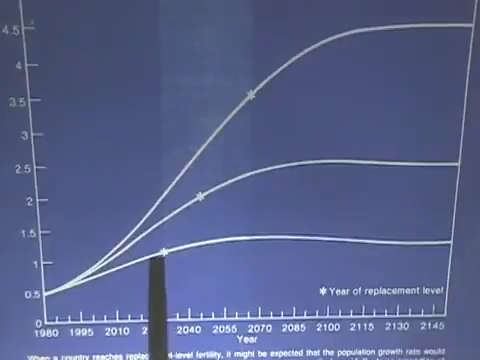 4.5
4
3.5
3
2.5
2
1.5
1
0.5
0
* Year of replacement level
1980 1995 2010 2 2040 2055 2070 2085 2100 2115 2130 2145
Year
When a country reaches replac -level fertility, it might be expected that the population growth rate would